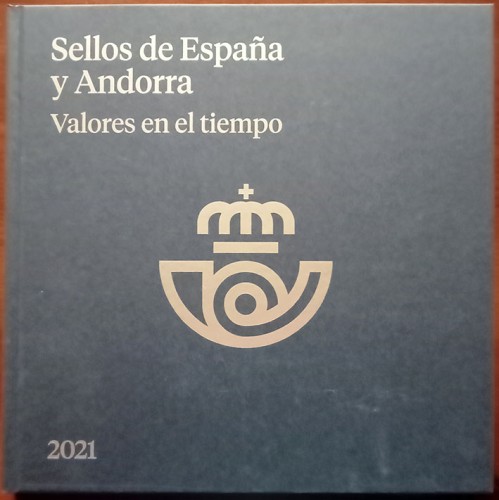 Sellos de España
y Andorra
Valores en el tiempo
2021